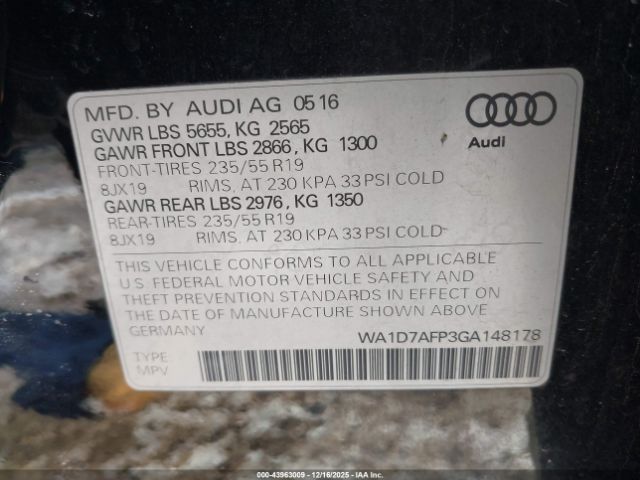 MFD. BY AUDI AG 05 16
GVWR LBS 5655, KG 2565
GAWR FRONT LBS 2866, KG 1300
FRONT-TIRES 235/55 R19
8JX19 RIMS, AT 230 KPA 33 PSI COLD
GAWR REAR LBS 2976, KG 1350
REAR-TIRES 235/55 R19
8JX19 RIMS, AT 230 KPA 33 PSI COLD
Audi
THIS VEHICLE CONFORMS TO ALL APPLICABLE
U.S. FEDERAL MOTOR VEHICLE SAFETY AND
THEFT PREVENTION STANDARDS IN EFFECT ON
THE DATE OF MANUFACTURE SHOWN ABOVE.
GERMANY
WA1D7AFP3GA148178
TYPE
MPV
000-43963009 - 12/16/2025 - IAA, Inc.